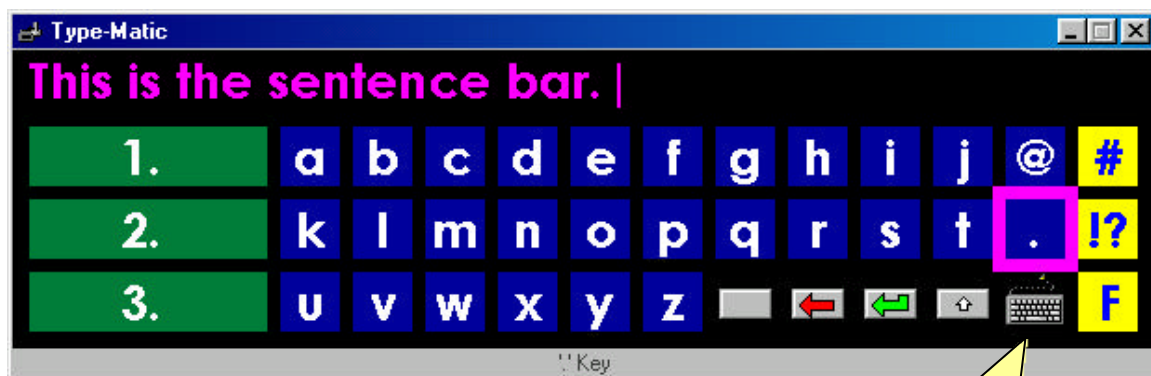 Type-Matic
This is the sentence bar.
1. a b c d e f g h i j @ #
2. k l m n o p q r s t . !?
3. u v w x y z F
'.' Key